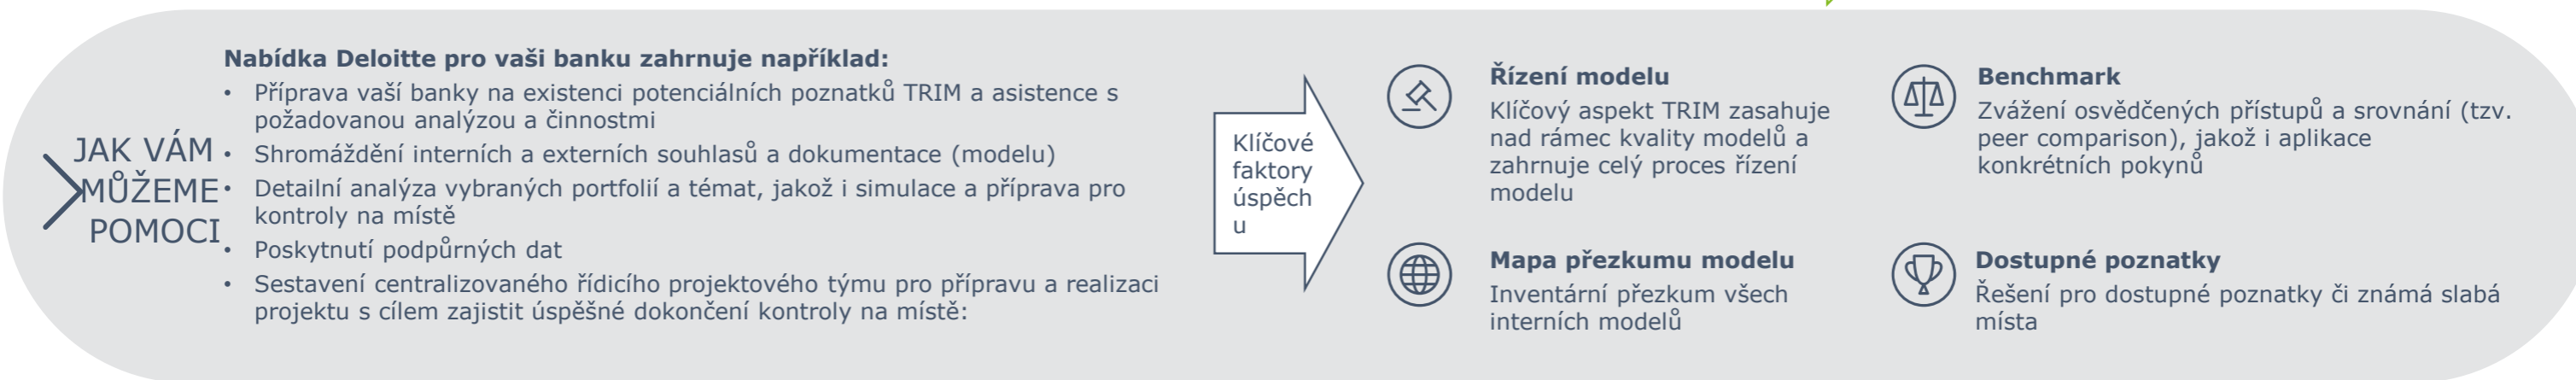 JAK VÁM
MŮŽEME
POMOCI
Nabídka Deloitte pro vaši banku zahrnuje například:
• Příprava vaší banky na existenci potenciálních poznatků TRIM a asistence s
požadovanou analýzou a činnostmi
• Shromáždění interních a externích souhlasů a dokumentace (modelu)
• Detailní analýza vybraných portfolií a témat, jakož i simulace a příprava pro
kontroly na místě
• Poskytnutí podpůrných dat
• Sestavení centralizovaného řídicího projektového týmu pro přípravu a realizaci
projektu s cílem zajistit úspěšné dokončení kontroly na místě:
Klíčové
faktory
úspěch
u
Řízení modelu
Klíčový aspekt TRIM zasahuje
nad rámec kvality modelů a
zahrnuje celý proces řízení
modelu
Benchmark
Zvážení osvědčených přístupů a srovnání (tzv.
peer comparison), jakož i aplikace
konkrétních pokynů
Mapa přezkumu modelu
Inventární přezkum všech
interních modelů
Dostupné poznatky
Řešení pro dostupné poznatky či známá slabá
místa